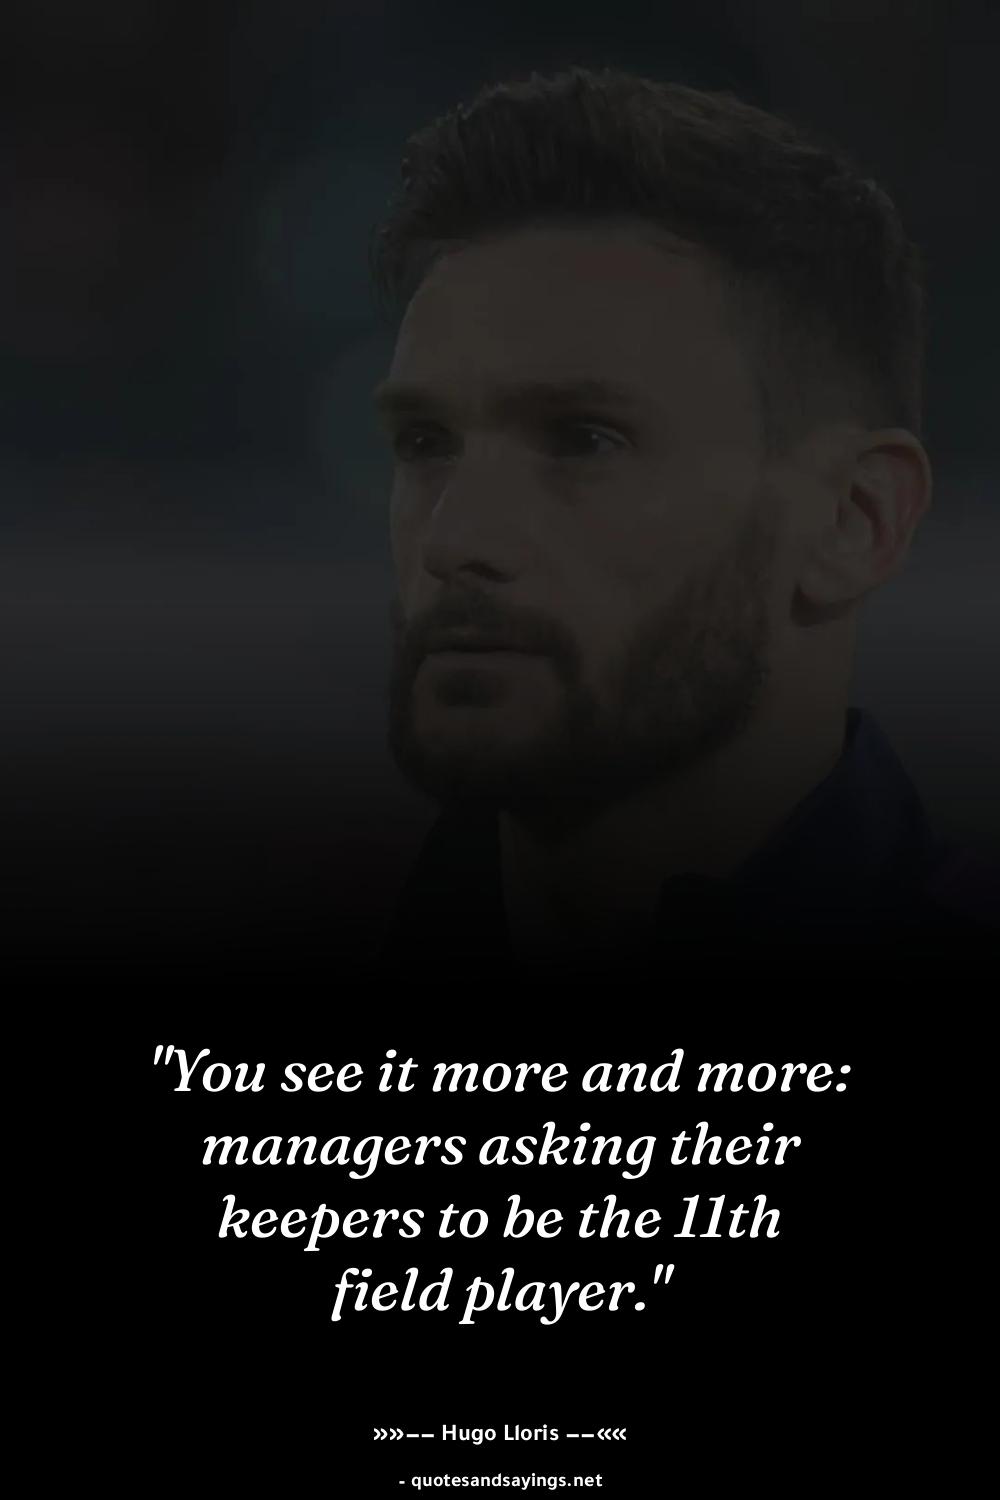 "You see it more and more:
managers asking their
keepers to be the 11th
field player."
»»–– Hugo Lloris ––««
- quotesandsayings.net